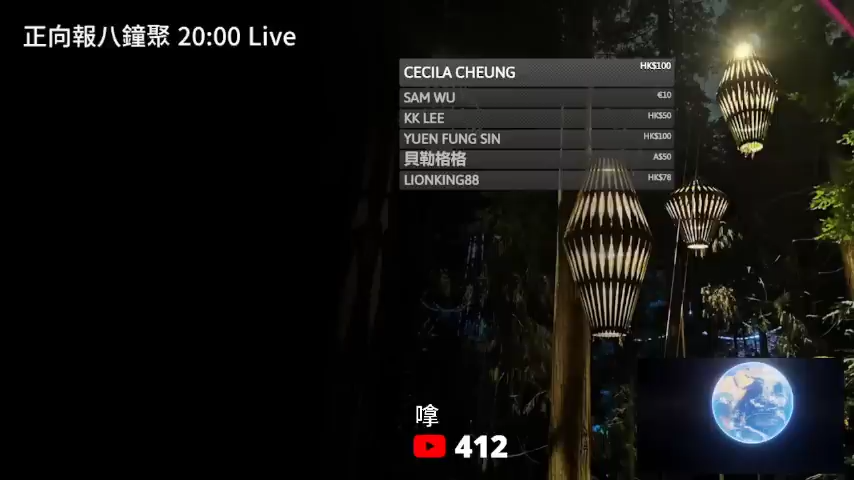 正向報八鐘聚 20:00 Live
CECILA CHEUNG HK$100
SAM WU €10
KK LEE HK$50
YUEN FUNG SIN HK$100
貝勒格格 A$50
LIONKING88 HK$78
嗱
412